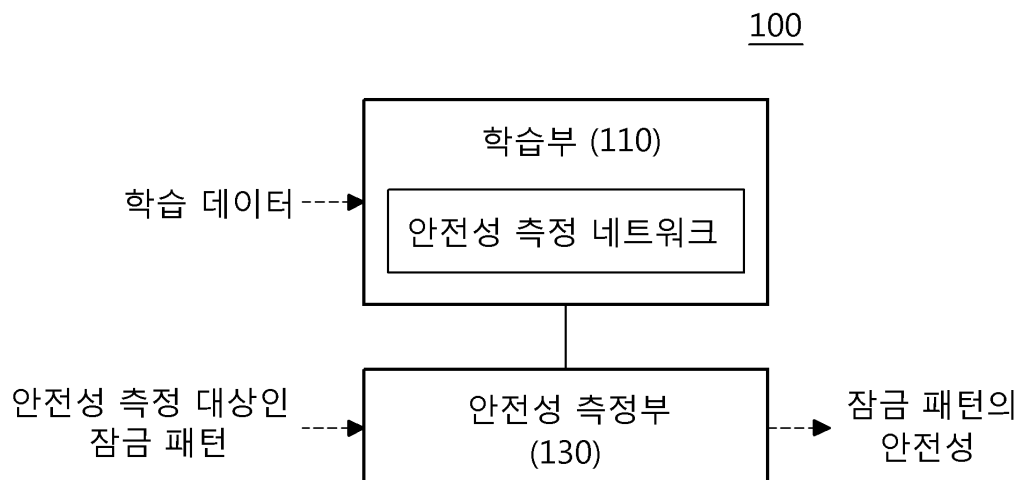 100
학습부 (110)
학습 데이터
안전성 측정 네트워크
안전성 측정 대상인
잠금 패턴
안전성 측정부
(130)
잠금 패턴의
안전성